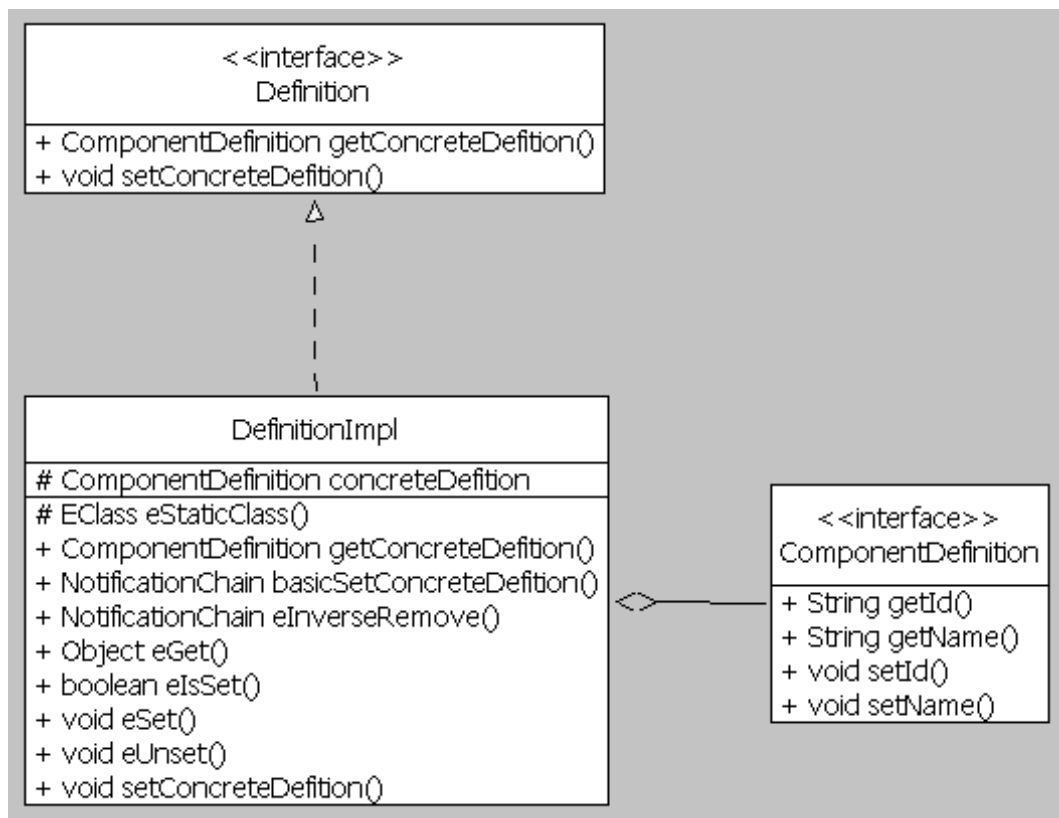 <<interface>>
Definition
+ ComponentDefinition getConcreteDefition()
+ void setConcreteDefition()
DefinitionImpl
# ComponentDefinition concreteDefition
# EClass eStaticClass()
+ ComponentDefinition getConcreteDefition()
+ NotificationChain basicSetConcreteDefition()
+ NotificationChain eInverseRemove()
+ Object eGet()
+ boolean eIsSet()
+ void eSet()
+ void eUnset()
+ void setConcreteDefition()
<<interface>>
ComponentDefinition
+ String getId()
+ String getName()
+ void setId()
+ void setName()